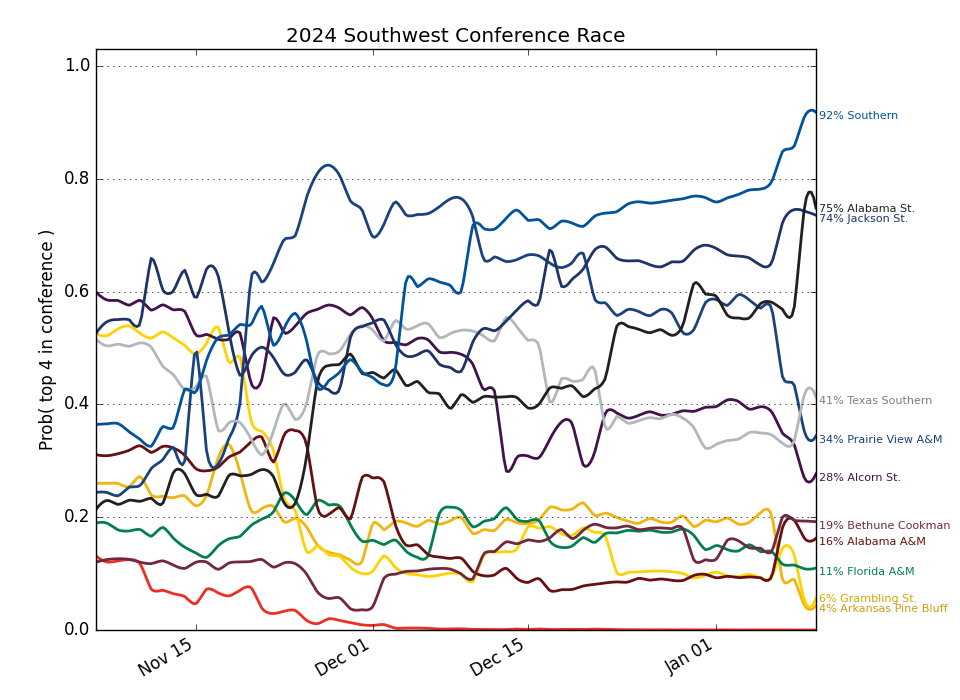 2024 Southwest Conference Race
Prob( top 4 in conference )
1.0
0.8
0.6
0.4
0.2
0.0
Nov 15
Dec 01
Dec 15
Jan 01
92% Southern
75% Alabama St.
74% Jackson St.
41% Texas Southern
34% Prairie View A&M
28% Alcorn St.
19% Bethune Cookman
16% Alabama A&M
11% Florida A&M
6% Grambling St.
4% Arkansas Pine Bluff